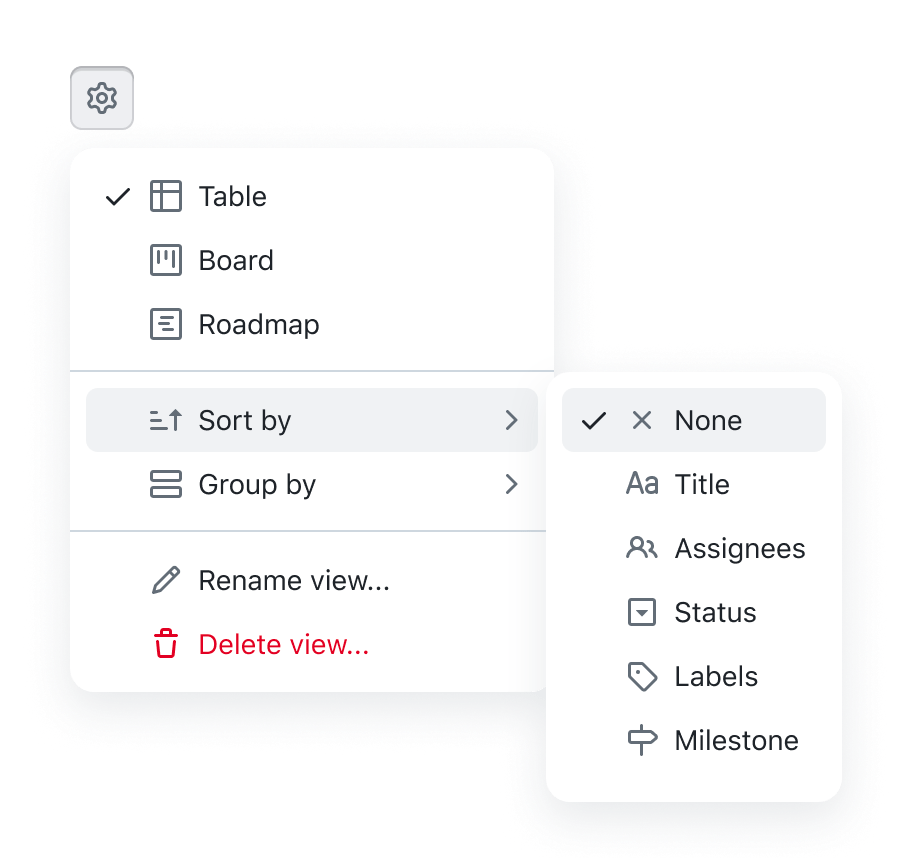 Table
Board
Roadmap
Sort by
Group by
Rename view...
Delete view...
None
Aa Title
Assignees
Status
Labels
Milestone